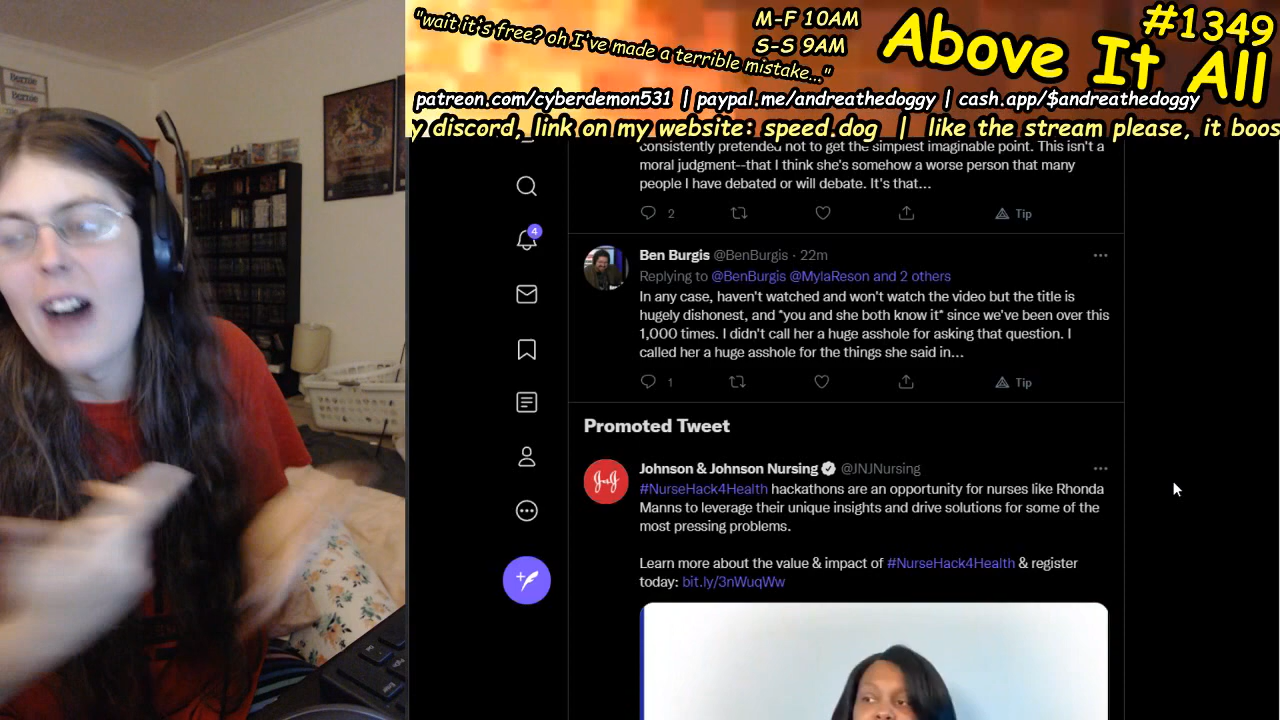 "wait it's free? oh I've made a terrible mistake..."
M-F 10AM
S-S 9AM
Above It All
#1349
patreon.com/cyberdemon531 | paypal.me/andreathedoggy | cash.app/$andreathedoggy
y discord, link on my website: speed.dog | like the stream please, it boos
Bernie
Bernie
consistently pretended not to get the simplest imaginable point. This isn't a
moral judgment--that I think she's somehow a worse person that many
people I have debated or will debate. It's that...
2
Tip
Ben Burgis @BenBurgis · 22m
Replying to @BenBurgis @MylaReson and 2 others
In any case, haven't watched and won't watch the video but the title is
hugely dishonest, and *you and she both know it* since we've been over this
1,000 times. I didn't call her a huge asshole for asking that question. I
called her a huge asshole for the things she said in...
1
Tip
4
Promoted Tweet
Johnson & Johnson Nursing @JNJNursing
#NurseHack4Health hackathons are an opportunity for nurses like Rhonda
Manns to leverage their unique insights and drive solutions for some of the
most pressing problems.
Learn more about the value & impact of #NurseHack4Health & register
today: bit.ly/3nWuqWw